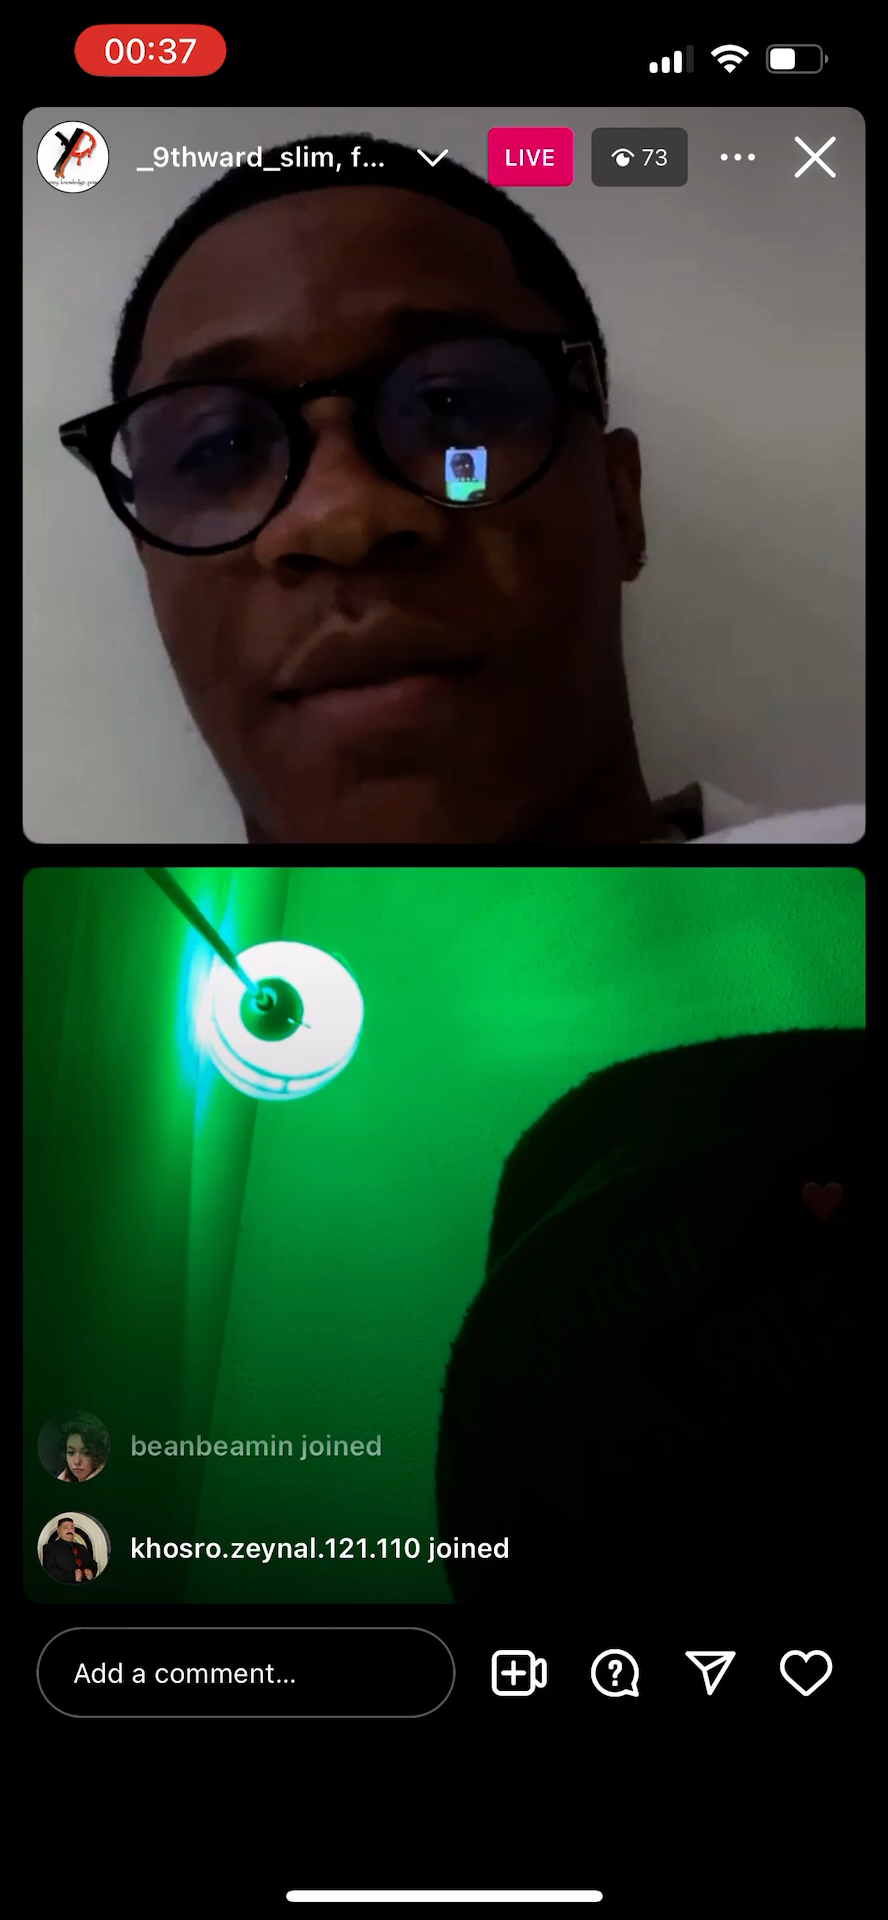 00:37
_9thward_slim, f...
LIVE
73
beanbeamin joined
khosro.zeynal.121.110 joined
Add a comment...